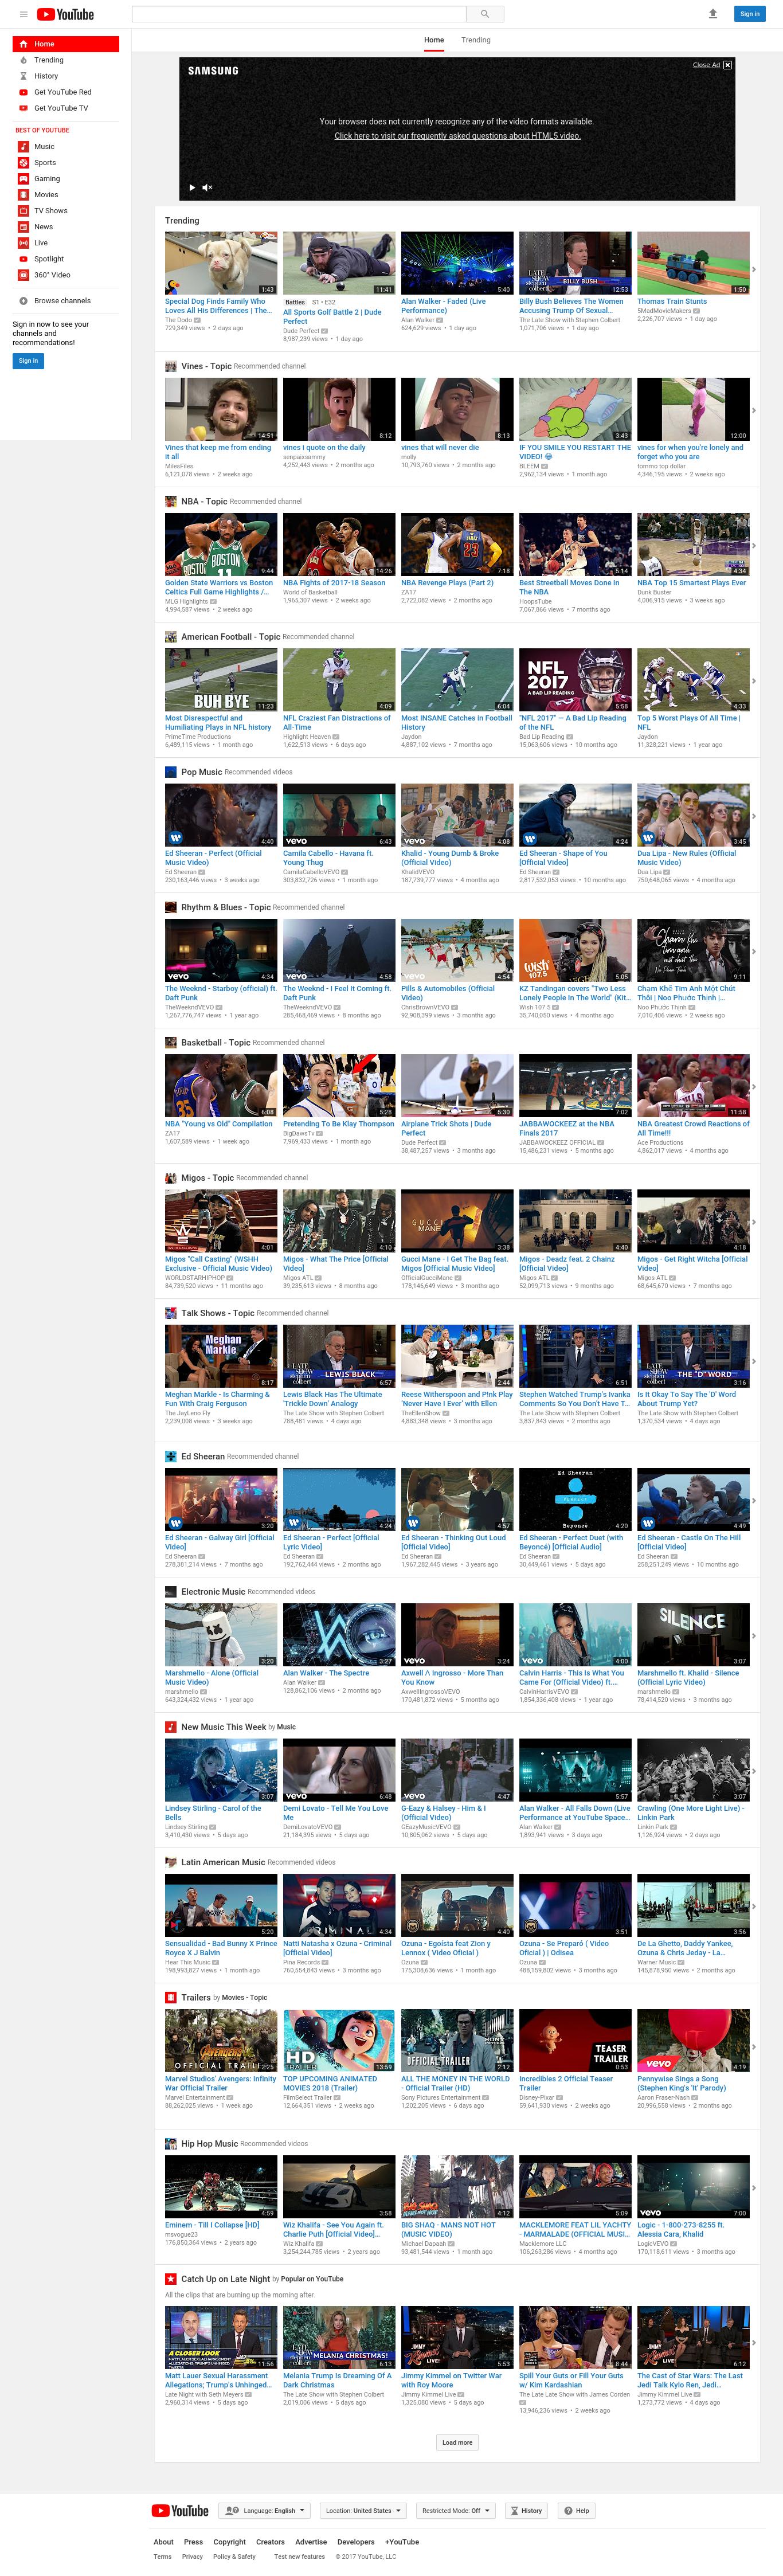 YouTube
Sign in
Home
Trending
Home
Trending
History
Get YouTube Red
Get YouTube TV
BEST OF YOUTUBE
Music
Sports
Gaming
Movies
TV Shows
News
Live
Spotlight
360° Video
Browse channels
Sign in now to see your
channels and
recommendations!
Sign in
SAMSUNG
Close Ad
Your browser does not currently recognize any of the video formats available.
Click here to visit our frequently asked questions about HTML5 video.
Trending
1:43
Special Dog Finds Family Who
Loves All His Differences | The...
The Dodo
729,349 views • 2 days ago
11:41
Battles S1 • E32
All Sports Golf Battle 2 | Dude
Perfect
Dude Perfect
8,987,239 views • 1 day ago
5:40
Alan Walker - Faded (Live
Performance)
Alan Walker
624,629 views • 1 day ago
BILLY BUSH
12:53
Billy Bush Believes The Women
Accusing Trump Of Sexual...
The Late Show with Stephen Colbert
1,071,706 views • 1 day ago
1:50
Thomas Train Stunts
5MadMovieMakers
2,226,707 views • 1 day ago
Vines - Topic Recommended channel
14:51
Vines that keep me from ending
it all
MilesFiles
6,121,078 views • 2 weeks ago
8:12
vines i quote on the daily
senpaixsammy
4,252,443 views • 2 months ago
8:13
vines that will never die
molly
10,793,760 views • 2 months ago
3:43
IF YOU SMILE YOU RESTART THE
VIDEO! 😂
BLEEM
2,962,134 views • 1 month ago
12:00
vines for when you're lonely and
forget who you are
tommo top dollar
4,346,195 views • 2 weeks ago
NBA - Topic Recommended channel
BOSTON
9:44
Golden State Warriors vs Boston
Celtics Full Game Highlights /...
MLG Highlights
4,994,587 views • 2 weeks ago
14:26
NBA Fights of 2017-18 Season
World of Basketball
1,965,307 views • 2 weeks ago
23
7:18
NBA Revenge Plays (Part 2)
ZA17
2,722,082 views • 2 months ago
5:14
Best Streetball Moves Done In
The NBA
HoopsTube
7,067,866 views • 7 months ago
4:34
NBA Top 15 Smartest Plays Ever
Dunk Buster
4,006,915 views • 3 weeks ago
American Football - Topic Recommended channel
BUH BYE
11:23
Most Disrespectful and
Humiliating Plays in NFL history
PrimeTime Productions
6,489,115 views • 1 month ago
4:09
NFL Craziest Fan Distractions of
All-Time
Highlight Heaven
1,622,513 views • 6 days ago
6:04
Most INSANE Catches in Football
History
Jaydon
4,887,102 views • 7 months ago
NFL
2017
A BAD LIP READING
5:58
"NFL 2017" — A Bad Lip Reading
of the NFL
Bad Lip Reading
15,063,606 views • 10 months ago
4:33
Top 5 Worst Plays Of All Time |
NFL
Jaydon
11,328,221 views • 1 year ago
Pop Music Recommended videos
4:40
Ed Sheeran - Perfect (Official
Music Video)
Ed Sheeran
230,163,446 views • 3 weeks ago
vevo
6:43
Camila Cabello - Havana ft.
Young Thug
CamilaCabelloVEVO
303,832,726 views • 1 month ago
vevo
4:08
Khalid - Young Dumb & Broke
(Official Video)
KhalidVEVO
187,739,777 views • 4 months ago
4:24
Ed Sheeran - Shape of You
[Official Video]
Ed Sheeran
2,817,532,053 views • 10 months ago
3:45
Dua Lipa - New Rules (Official
Music Video)
Dua Lipa
750,648,065 views • 4 months ago
Rhythm & Blues - Topic Recommended channel
vevo
4:34
The Weeknd - Starboy (official) ft.
Daft Punk
TheWeekndVEVO
1,267,776,747 views • 1 year ago
vevo
4:58
The Weeknd - I Feel It Coming ft.
Daft Punk
TheWeekndVEVO
285,468,469 views • 8 months ago
vevo
4:54
Pills & Automobiles (Official
Video)
ChrisBrownVEVO
92,908,399 views • 3 months ago
wish
107.5
5:05
KZ Tandingan covers "Two Less
Lonely People In The World" (Kit...
Wish 107.5
35,740,050 views • 4 months ago
9:11
Chạm Khẽ Tim Anh Một Chút
Thôi | Noo Phước Thịnh |...
Noo Phước Thịnh
7,010,406 views • 2 weeks ago
Basketball - Topic Recommended channel
35
6:08
NBA "Young vs Old" Compilation
ZA17
1,607,589 views • 1 week ago
5:28
Pretending To Be Klay Thompson
BigDawsTv
7,969,433 views • 1 month ago
5:30
Airplane Trick Shots | Dude
Perfect
Dude Perfect
38,487,257 views • 3 months ago
7:02
JABBAWOCKEEZ at the NBA
Finals 2017
JABBAWOCKEEZ OFFICIAL
15,486,231 views • 5 months ago
11:58
NBA Greatest Crowd Reactions of
All Time!!!
Ace Productions
4,862,017 views • 4 months ago
Migos - Topic Recommended channel
4:01
Migos "Call Casting" (WSHH
Exclusive - Official Music Video)
WORLDSTARHIPHOP
84,739,520 views • 11 months ago
4:10
Migos - What The Price [Official
Video]
Migos ATL
39,235,613 views • 8 months ago
GUCCI
MANE
3:38
Gucci Mane - I Get The Bag feat.
Migos [Official Music Video]
OfficialGucciMane
178,146,649 views • 3 months ago
4:40
Migos - Deadz feat. 2 Chainz
[Official Video]
Migos ATL
52,099,713 views • 9 months ago
4:18
Migos - Get Right Witcha [Official
Video]
Migos ATL
68,645,670 views • 7 months ago
Talk Shows - Topic Recommended channel
Meghan
Markle
8:17
Meghan Markle - Is Charming &
Fun With Craig Ferguson
The JayLeno Fly
2,239,008 views • 3 weeks ago
LEWIS BLACK
6:57
Lewis Black Has The Ultimate
'Trickle Down' Analogy
The Late Show with Stephen Colbert
788,481 views • 4 days ago
2:44
Reese Witherspoon and P!nk Play
'Never Have I Ever' with Ellen
TheEllenShow
4,883,348 views • 3 months ago
6:51
Stephen Watched Trump's Ivanka
Comments So You Don't Have T...
The Late Show with Stephen Colbert
3,837,843 views • 2 months ago
THE "D" WORD
3:16
Is It Okay To Say The 'D' Word
About Trump Yet?
The Late Show with Stephen Colbert
1,370,534 views • 4 days ago
Ed Sheeran Recommended channel
3:20
Ed Sheeran - Galway Girl [Official
Video]
Ed Sheeran
278,381,214 views • 7 months ago
4:24
Ed Sheeran - Perfect [Official
Lyric Video]
Ed Sheeran
192,762,444 views • 2 months ago
4:57
Ed Sheeran - Thinking Out Loud
[Official Video]
Ed Sheeran
1,967,282,445 views • 3 years ago
Ed Sheeran
PERFECT
Beyoncé
4:20
Ed Sheeran - Perfect Duet (with
Beyoncé) [Official Audio]
Ed Sheeran
30,449,461 views • 5 days ago
4:49
Ed Sheeran - Castle On The Hill
[Official Video]
Ed Sheeran
258,251,249 views • 10 months ago
Electronic Music Recommended videos
3:20
Marshmello - Alone (Official
Music Video)
marshmello
643,324,432 views • 1 year ago
3:27
Alan Walker - The Spectre
Alan Walker
128,862,106 views • 2 months ago
vevo
3:24
Axwell Λ Ingrosso - More Than
You Know
AxwellIngrossoVEVO
170,481,872 views • 5 months ago
vevo
4:00
Calvin Harris - This Is What You
Came For (Official Video) ft....
CalvinHarrisVEVO
1,854,336,408 views • 1 year ago
SILENCE
3:07
Marshmello ft. Khalid - Silence
(Official Lyric Video)
marshmello
78,414,520 views • 3 months ago
New Music This Week by Music
3:07
Lindsey Stirling - Carol of the
Bells
Lindsey Stirling
3,410,430 views • 5 days ago
vevo
6:48
Demi Lovato - Tell Me You Love
Me
DemiLovatoVEVO
21,184,395 views • 5 days ago
vevo
4:47
G-Eazy & Halsey - Him & I
(Official Video)
GEazyMusicVEVO
10,805,062 views • 5 days ago
5:57
Alan Walker - All Falls Down (Live
Performance at YouTube Space...
Alan Walker
1,893,941 views • 3 days ago
3:07
Crawling (One More Light Live) -
Linkin Park
Linkin Park
1,126,924 views • 2 days ago
Latin American Music Recommended videos
5:20
Sensualidad - Bad Bunny X Prince
Royce X J Balvin
Hear This Music
198,993,827 views • 1 month ago
CRIMINAL
4:34
Natti Natasha x Ozuna - Criminal
[Official Video]
Pina Records
760,554,843 views • 3 months ago
4:40
Ozuna - Egoista feat Zion y
Lennox ( Video Oficial )
Ozuna
175,308,636 views • 1 month ago
3:51
Ozuna - Se Preparó ( Video
Oficial ) | Odisea
Ozuna
488,159,802 views • 3 months ago
3:56
De La Ghetto, Daddy Yankee,
Ozuna & Chris Jeday - La...
Warner Music
145,878,950 views • 2 months ago
Trailers by Movies - Topic
AVENGERS
OFFICIAL TRAIL
2:25
Marvel Studios' Avengers: Infinity
War Official Trailer
Marvel Entertainment
88,262,025 views • 1 week ago
HD
TRAILER
13:59
TOP UPCOMING ANIMATED
MOVIES 2018 (Trailer)
FilmSelect Trailer
12,664,351 views • 2 weeks ago
OFFICIAL TRAILER
2:12
ALL THE MONEY IN THE WORLD
- Official Trailer (HD)
Sony Pictures Entertainment
1,202,205 views • 6 days ago
TEASER
TRAILER
0:53
Incredibles 2 Official Teaser
Trailer
Disney•Pixar
59,641,930 views • 2 weeks ago
vevo
4:19
Pennywise Sings a Song
(Stephen King's 'It' Parody)
Aaron Fraser-Nash
20,996,558 views • 2 months ago
Hip Hop Music Recommended videos
4:59
Eminem - Till I Collapse [HD]
msvogue23
176,850,364 views • 2 years ago
3:58
Wiz Khalifa - See You Again ft.
Charlie Puth [Official Video]...
Wiz Khalifa
3,254,244,785 views • 2 years ago
BIG SHAQ
MANS NOT HOT
4:12
BIG SHAQ - MANS NOT HOT
(MUSIC VIDEO)
Michael Dapaah
93,481,544 views • 1 month ago
5:09
MACKLEMORE FEAT LIL YACHTY
- MARMALADE (OFFICIAL MUSI...
Macklemore LLC
106,263,286 views • 4 months ago
vevo
7:00
Logic - 1-800-273-8255 ft.
Alessia Cara, Khalid
LogicVEVO
170,118,611 views • 3 months ago
Catch Up on Late Night by Popular on YouTube
All the clips that are burning up the morning after.
A CLOSER LOOK
11:56
Matt Lauer Sexual Harassment
Allegations; Trump's Unhinged...
Late Night with Seth Meyers
2,960,314 views • 5 days ago
MELANIA CHRISTMAS!
6:13
Melania Trump Is Dreaming Of A
Dark Christmas
The Late Show with Stephen Colbert
2,019,006 views • 5 days ago
JIMMY
KIMMEL
LIVE!
5:53
Jimmy Kimmel on Twitter War
with Roy Moore
Jimmy Kimmel Live
1,325,080 views • 5 days ago
8:44
Spill Your Guts or Fill Your Guts
w/ Kim Kardashian
The Late Late Show with James Corden
13,946,236 views • 2 weeks ago
JIMMY
KIMMEL
LIVE!
6:12
The Cast of Star Wars: The Last
Jedi Talk Kylo Ren, Jedi...
Jimmy Kimmel Live
1,273,772 views • 4 days ago
Load more
YouTube
Language: English
Location: United States
Restricted Mode: Off
History
Help
About Press Copyright Creators Advertise Developers +YouTube
Terms Privacy Policy & Safety Test new features © 2017 YouTube, LLC